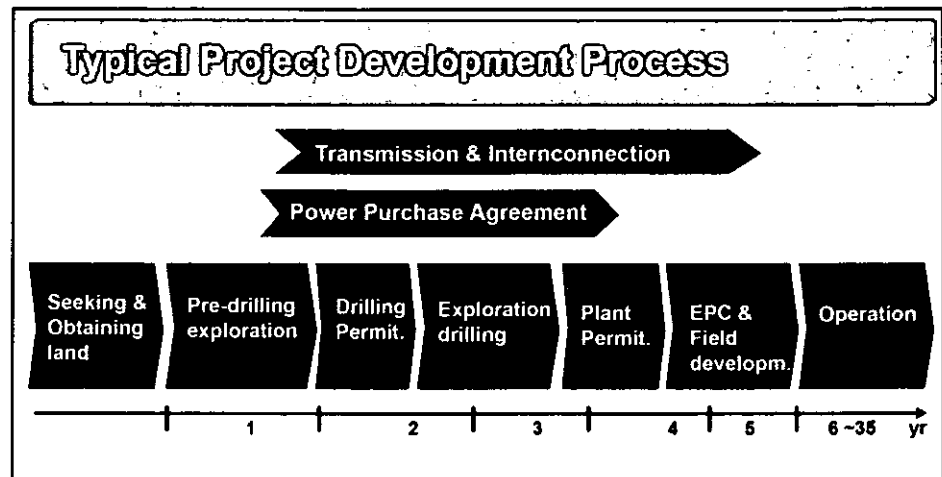 Typical Project Development Process
Transmission & Internconnection
Power Purchase Agreement
Seeking &
Obtaining
land
Pre-drilling
exploration
Drilling
Permit.
Exploration
drilling
Plant
Permit.
EPC &
Field
developm.
Operation
1 2 3 4 5 6 ~35 yr